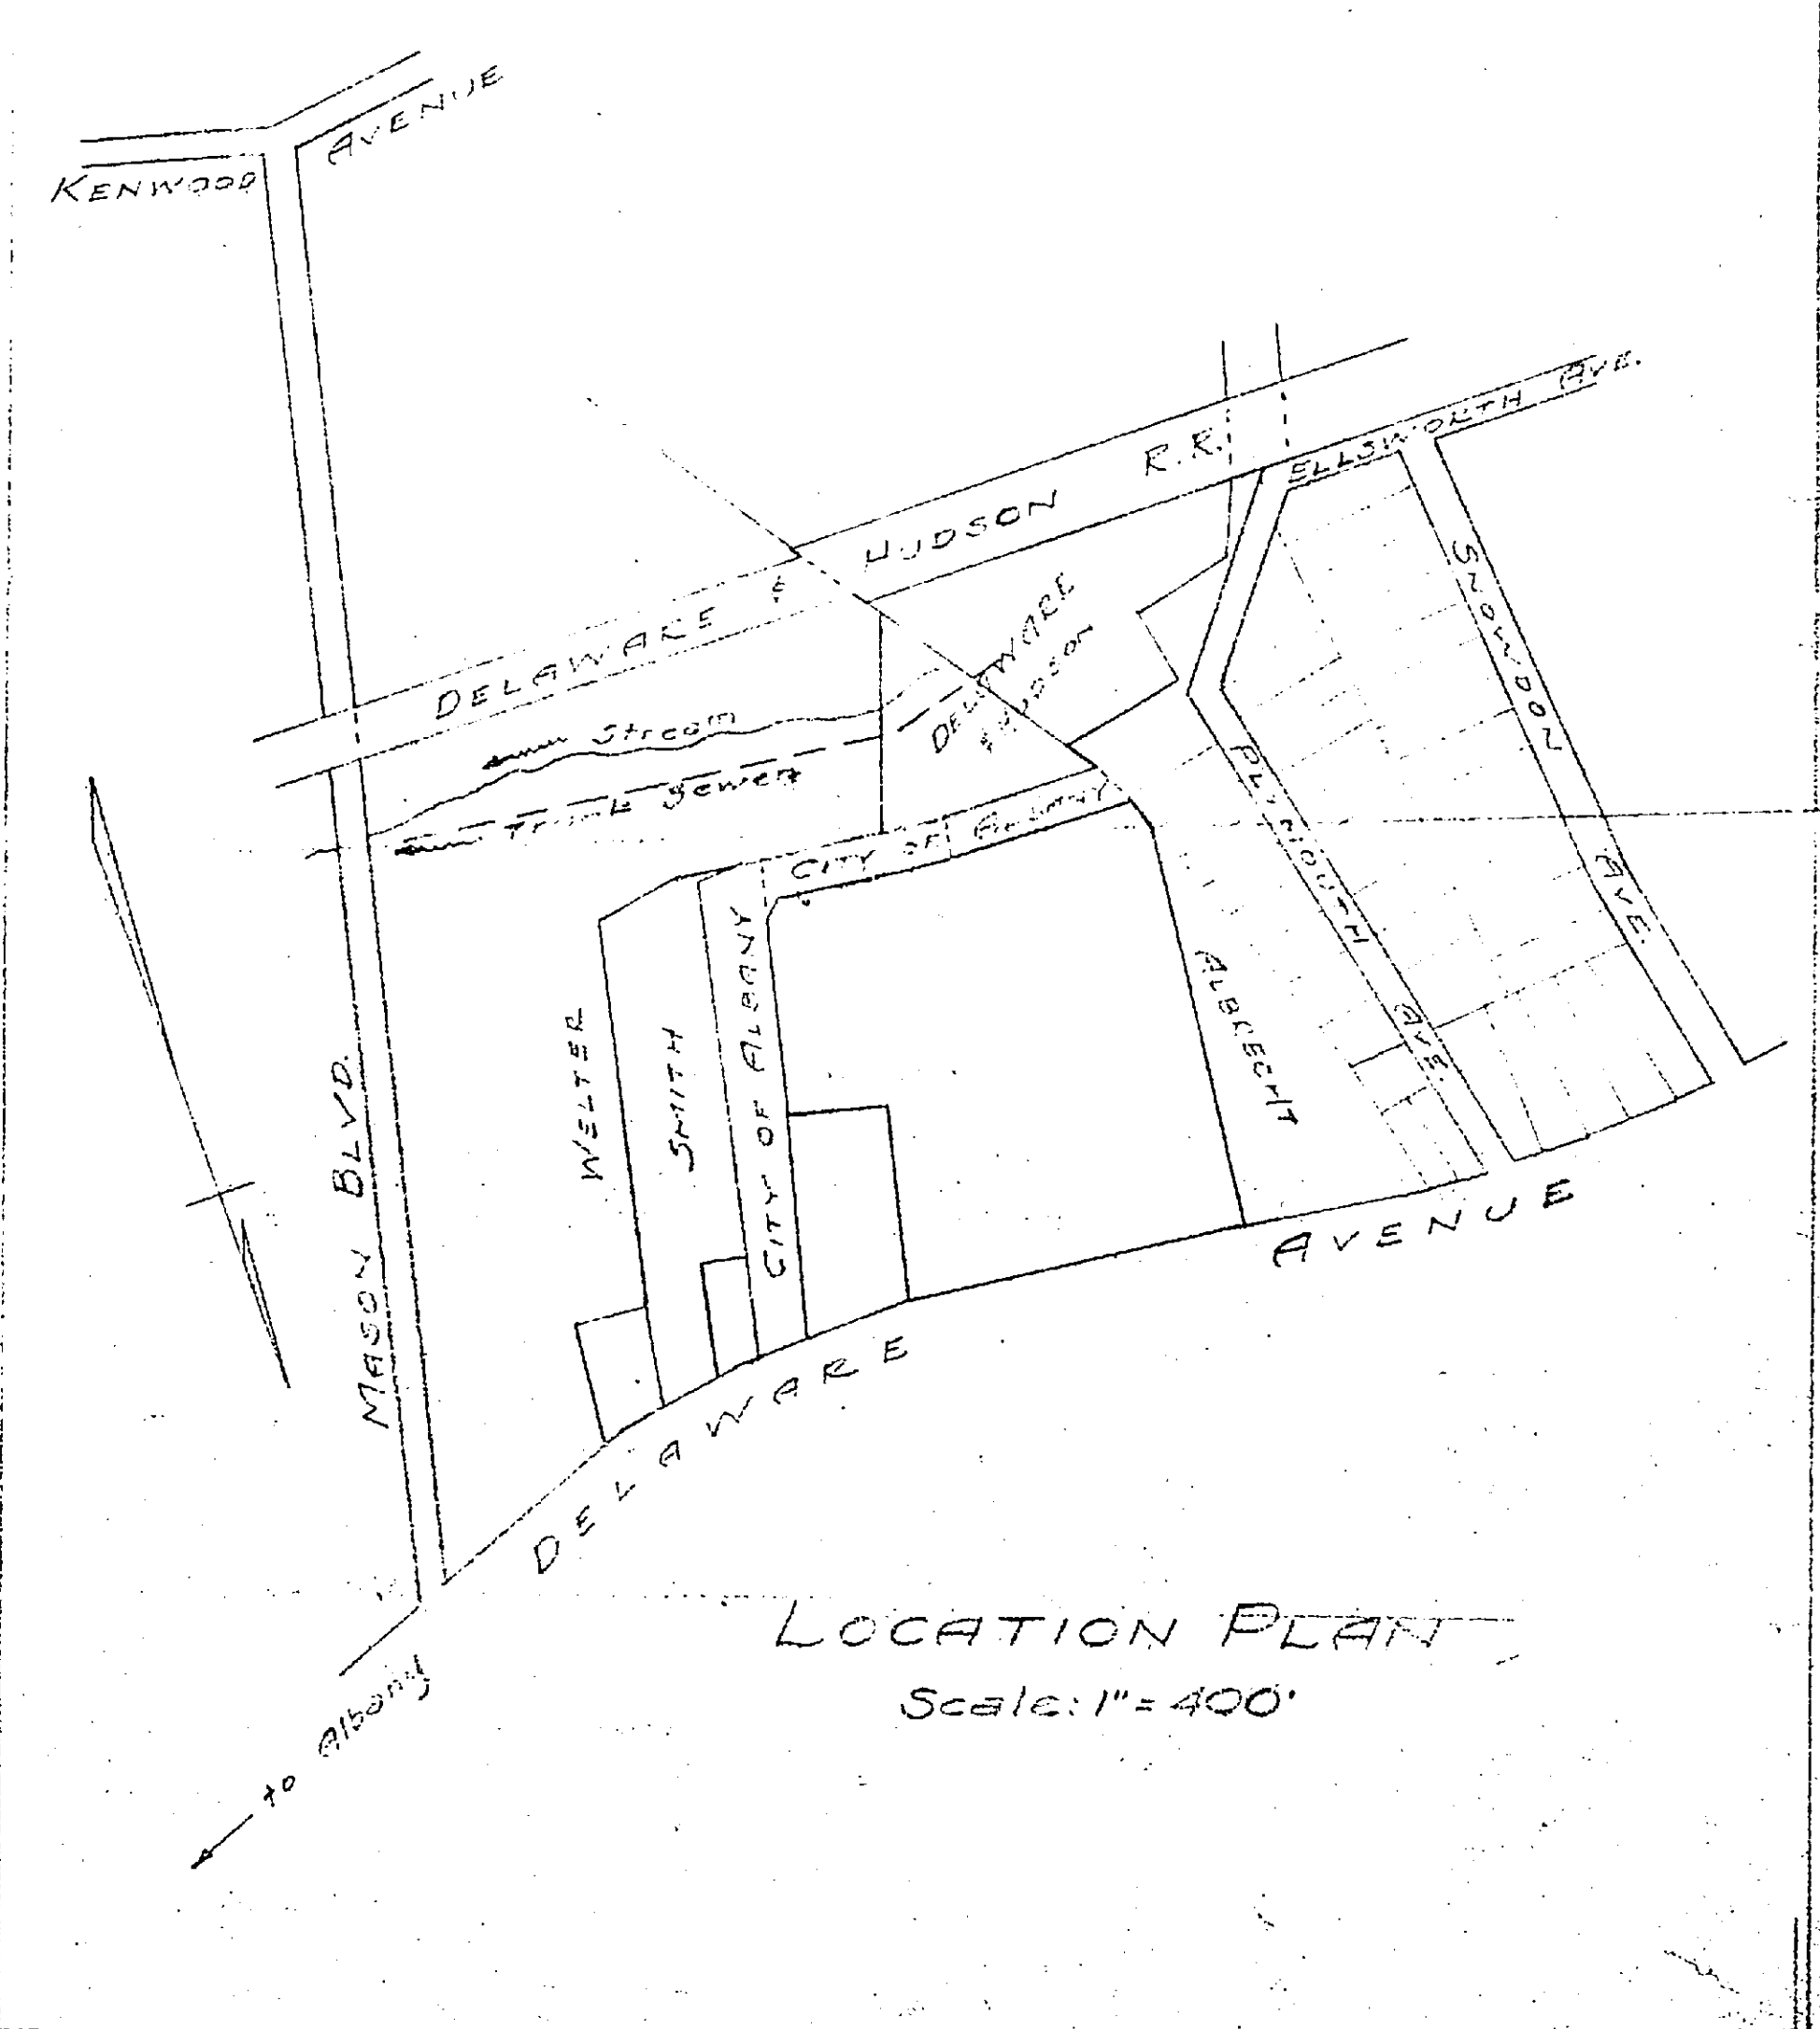 KENWOOD AVENUE
DELAWARE & HUDSON R.R.
ELLSWORTH AVE.
SNOWDON AVE.
DELAWARE
& HUDSON
Stream
Trunk Sewer
CITY OF ALBANY
PLYMOUTH AVE.
ALBRECHT
WELTER
SMITH
CITY OF ALBANY
MASON BLVD.
DELAWARE AVENUE
to Albany
LOCATION PLAN
Scale: 1" = 400'